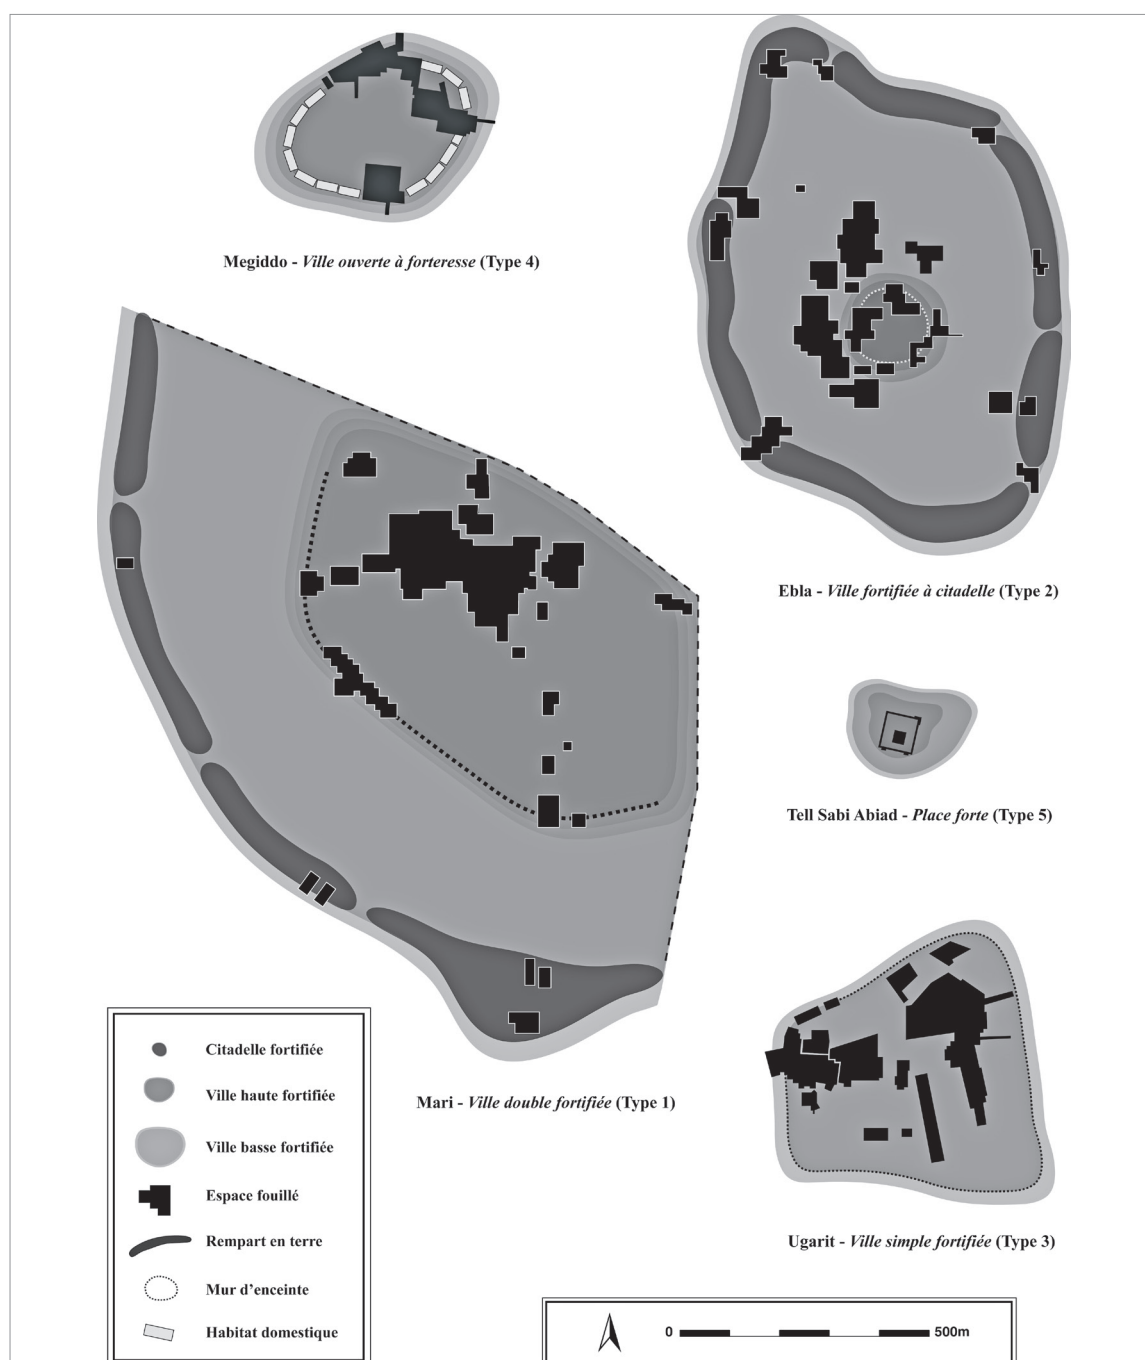 Megiddo - Ville ouverte à forteresse (Type 4)
Ebla - Ville fortifiée à citadelle (Type 2)
Tell Sabi Abiad - Place forte (Type 5)
Mari - Ville double fortifiée (Type 1)
Ugarit - Ville simple fortifiée (Type 3)
Citadelle fortifiée
Ville haute fortifiée
Ville basse fortifiée
Espace fouillé
Rempart en terre
Mur d'enceinte
Habitat domestique
0 500m